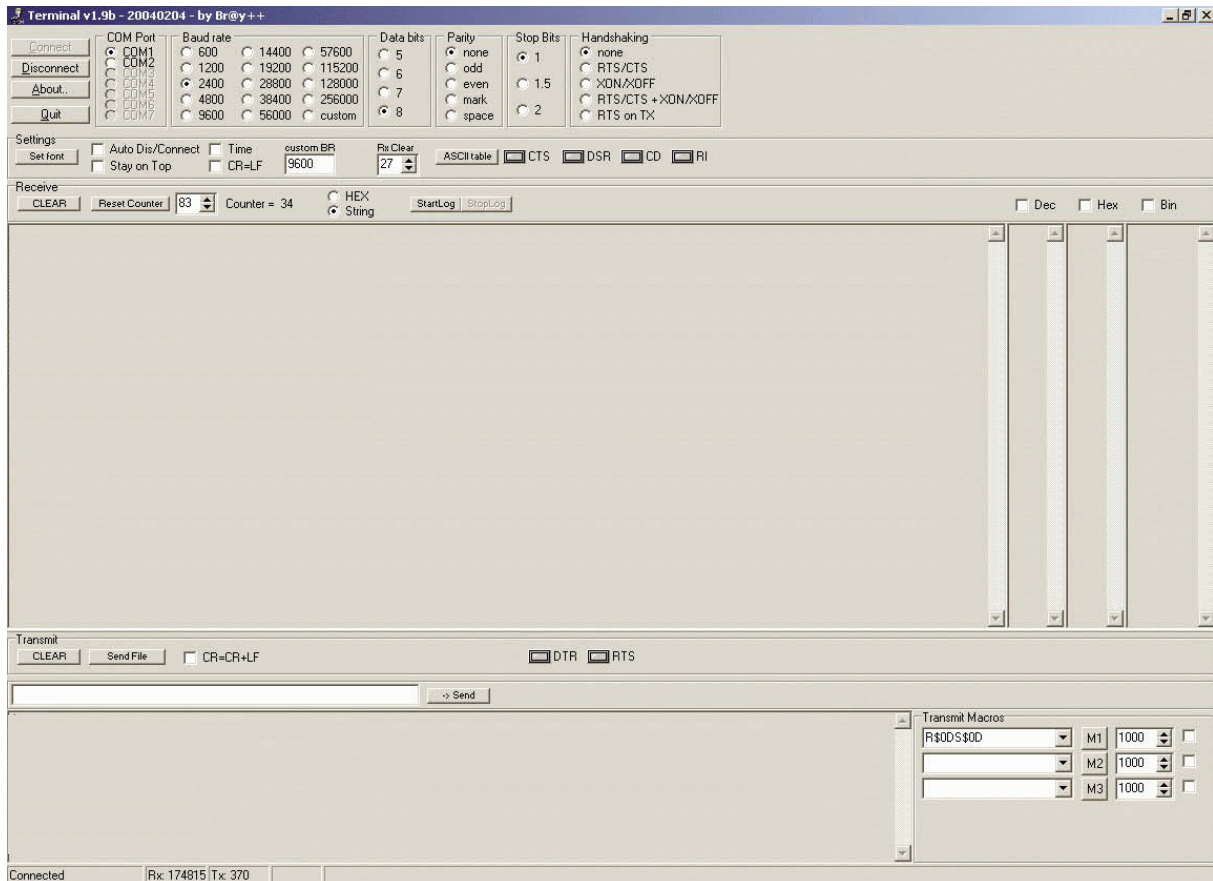 Terminal v1.9b - 20040204 - by Br@y++
Connect
Disconnect
About..
Quit
COM Port
COM1
COM2
COM3
COM4
COM5
COM6
COM7
Baud rate
600 14400 57600
1200 19200 115200
2400 28800 128000
4800 38400 256000
9600 56000 custom
Data bits
5
6
7
8
Parity
none
odd
even
mark
space
Stop Bits
1
1.5
2
Handshaking
none
RTS/CTS
XON/XOFF
RTS/CTS + XON/XOFF
RTS on TX
Settings
Set font
Auto Dis/Connect Time
Stay on Top CR=LF
custom BR
9600
Rx Clear
27
ASCII table CTS DSR CD RI
Receive
CLEAR Reset Counter 83 Counter = 34
HEX
String
StartLog StopLog
Dec Hex Bin
Transmit
CLEAR Send File CR=CR+LF DTR RTS
-> Send
Transmit Macros
R$0DS$0D M1 1000
M2 1000
M3 1000
Connected Rx: 174815 Tx: 370